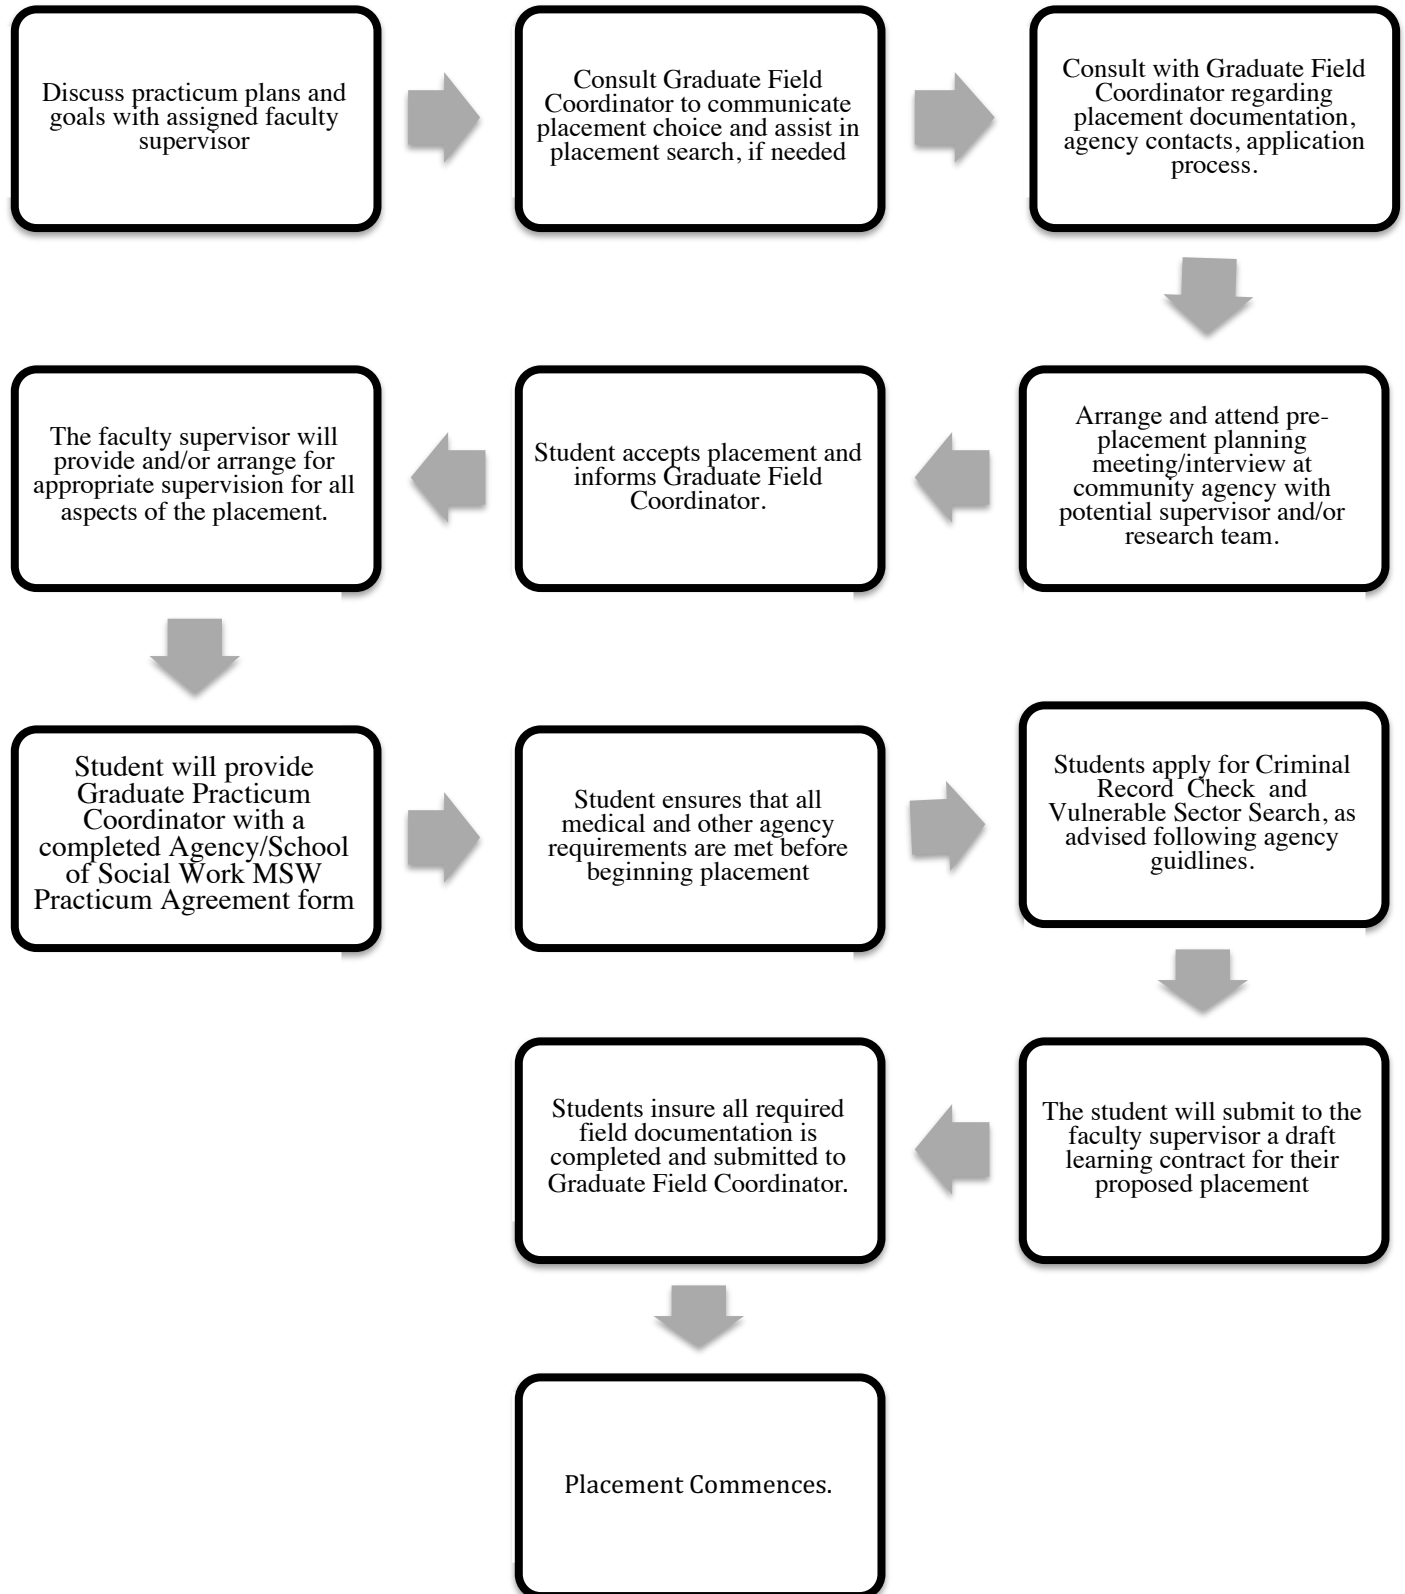 Discuss practicum plans and
goals with assigned faculty
supervisor
Consult Graduate Field
Coordinator to communicate
placement choice and assist in
placement search, if needed
Consult with Graduate Field
Coordinator regarding
placement documentation,
agency contacts, application
process.
Arrange and attend pre-
placement planning
meeting/interview at
community agency with
potential supervisor and/or
research team.
Student accepts placement and
informs Graduate Field
Coordinator.
The faculty supervisor will
provide and/or arrange for
appropriate supervision for all
aspects of the placement.
Student will provide
Graduate Practicum
Coordinator with a
completed Agency/School
of Social Work MSW
Practicum Agreement form
Student ensures that all
medical and other agency
requirements are met before
beginning placement
Students apply for Criminal
Record  Check  and
Vulnerable Sector Search, as
advised following agency
guidlines.
The student will submit to the
faculty supervisor a draft
learning contract for their
proposed placement
Students insure all required
field documentation is
completed and submitted to
Graduate Field Coordinator.
Placement Commences.